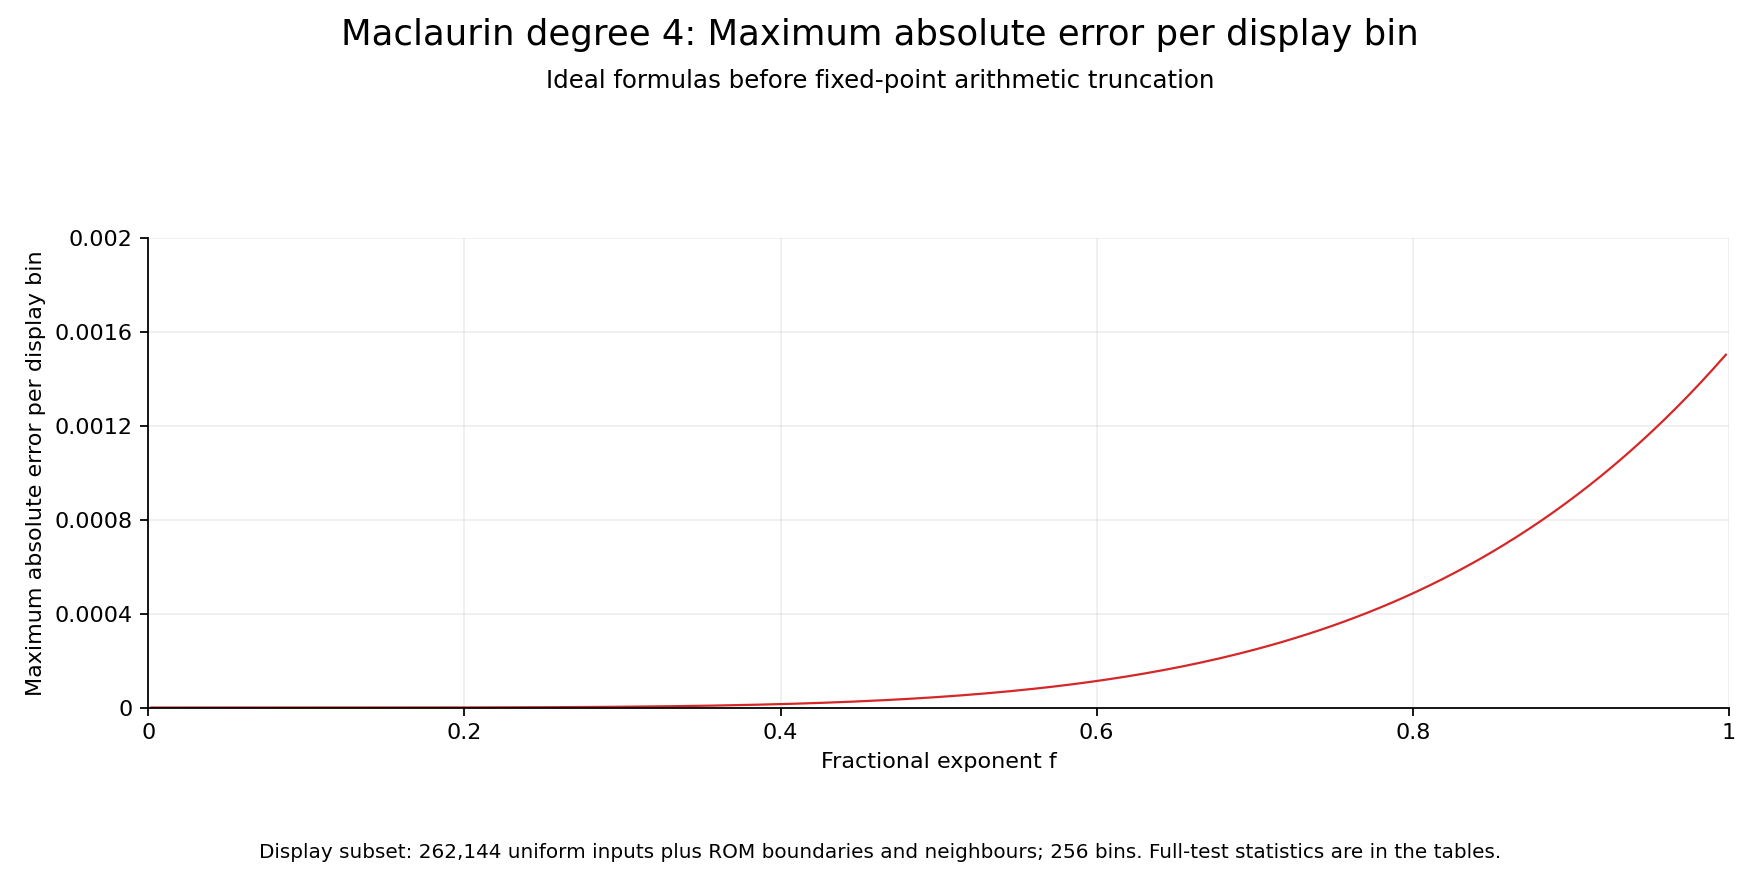 Maclaurin degree 4: Maximum absolute error per display bin
Ideal formulas before fixed-point arithmetic truncation
Maximum absolute error per display bin
0.002
0.0016
0.0012
0.0008
0.0004
0
0 0.2 0.4 0.6 0.8 1
Fractional exponent f
Display subset: 262,144 uniform inputs plus ROM boundaries and neighbours; 256 bins. Full-test statistics are in the tables.